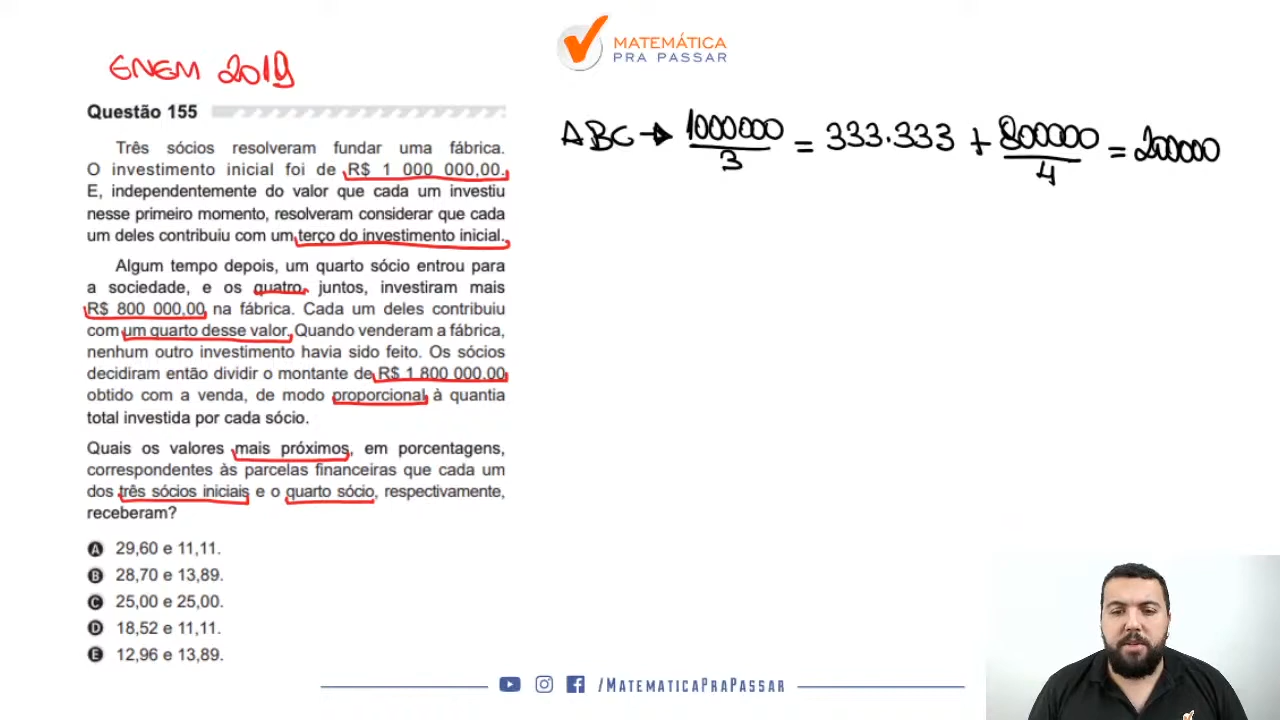 MATEMÁTICA
PRA PASSAR
ENEM 2019
Questão 155
Três sócios resolveram fundar uma fábrica.
O investimento inicial foi de R$ 1 000 000,00.
E, independentemente do valor que cada um investiu
nesse primeiro momento, resolveram considerar que cada
um deles contribuiu com um terço do investimento inicial.
Algum tempo depois, um quarto sócio entrou para
a sociedade, e os quatro, juntos, investiram mais
R$ 800 000,00 na fábrica. Cada um deles contribuiu
com um quarto desse valor. Quando venderam a fábrica,
nenhum outro investimento havia sido feito. Os sócios
decidiram então dividir o montante de R$ 1 800 000,00
obtido com a venda, de modo proporcional à quantia
total investida por cada sócio.
Quais os valores mais próximos, em porcentagens,
correspondentes às parcelas financeiras que cada um
dos três sócios iniciais e o quarto sócio, respectivamente,
receberam?
A 29,60 e 11,11.
B 28,70 e 13,89.
C 25,00 e 25,00.
D 18,52 e 11,11.
E 12,96 e 13,89.
ABC → 1000000/3 = 333.333 + 800000/4 = 200000
/MATEMATICAPRAPASSAR